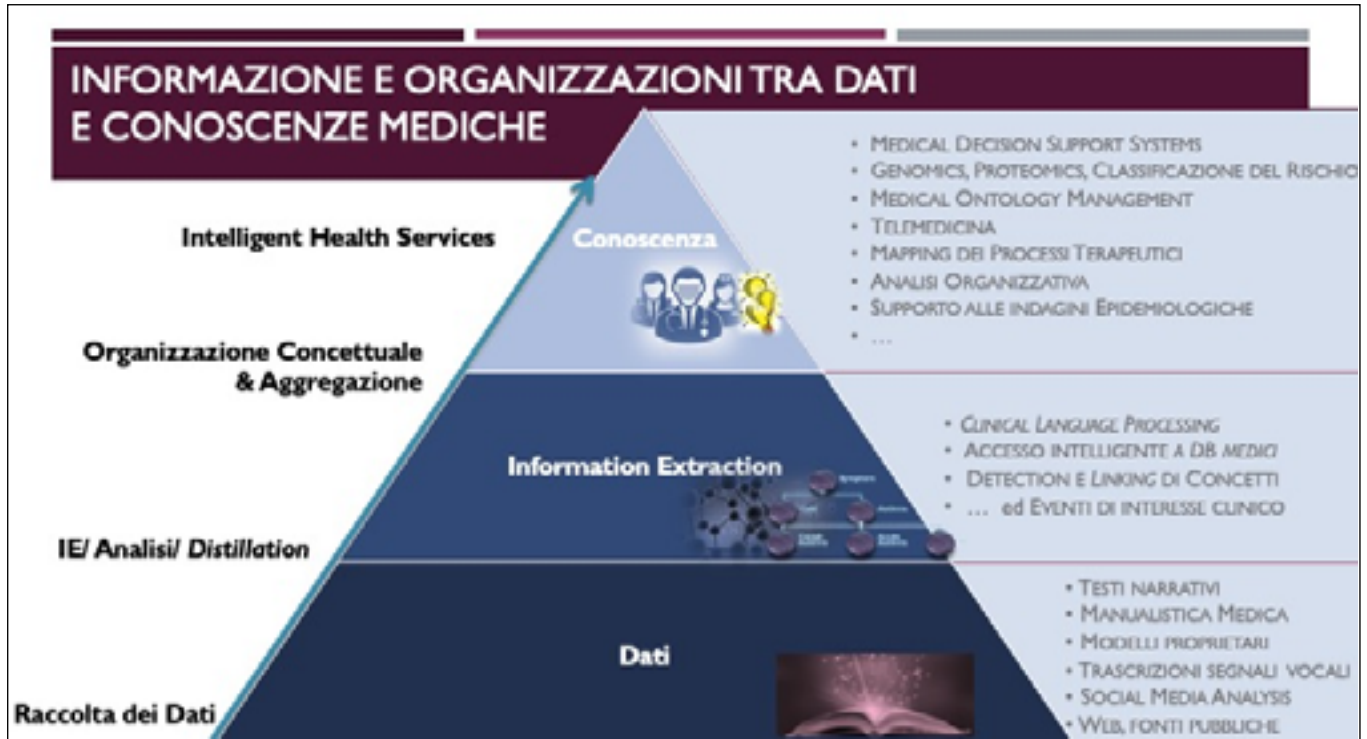 INFORMAZIONE E ORGANIZZAZIONI TRA DATI
E CONOSCENZE MEDICHE
Intelligent Health Services
Organizzazione Concettuale
& Aggregazione
IE/ Analisi/ Distillation
Raccolta dei Dati
Conoscenza
Information Extraction
Dati
• MEDICAL DECISION SUPPORT SYSTEMS
• GENOMICS, PROTEOMICS, CLASSIFICAZIONE DEL RISCHIO
• MEDICAL ONTOLOGY MANAGEMENT
• TELEMEDICINA
• MAPPING DEI PROCESSI TERAPEUTICI
• ANALISI ORGANIZZATIVA
• SUPPORTO ALLE INDAGINI EPIDEMIOLOGICHE
• …
• CLINICAL LANGUAGE PROCESSING
• ACCESSO INTELLIGENTE A DB MEDICI
• DETECTION E LINKING DI CONCETTI
• … ed EVENTI DI INTERESSE CLINICO
• TESTI NARRATIVI
• MANUALISTICA MEDICA
• MODELLI PROPRIETARI
• TRASCRIZIONI SEGNALI VOCALI
• SOCIAL MEDIA ANALYSIS
• WEB, FONTI PUBBLICHE